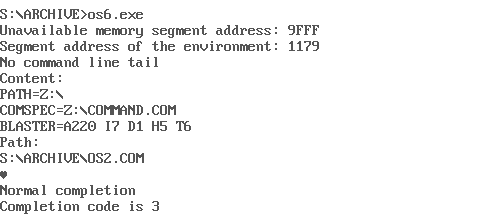 S:\ARCHIVE>os6.exe
Unavailable memory segment address: 9FFF
Segment address of the environment: 1179
No command line tail
Content:
PATH=Z:\
COMSPEC=Z:\COMMAND.COM
BLASTER=A220 I7 D1 H5 T6
Path:
S:\ARCHIVE\OS2.COM
♥
Normal completion
Completion code is 3